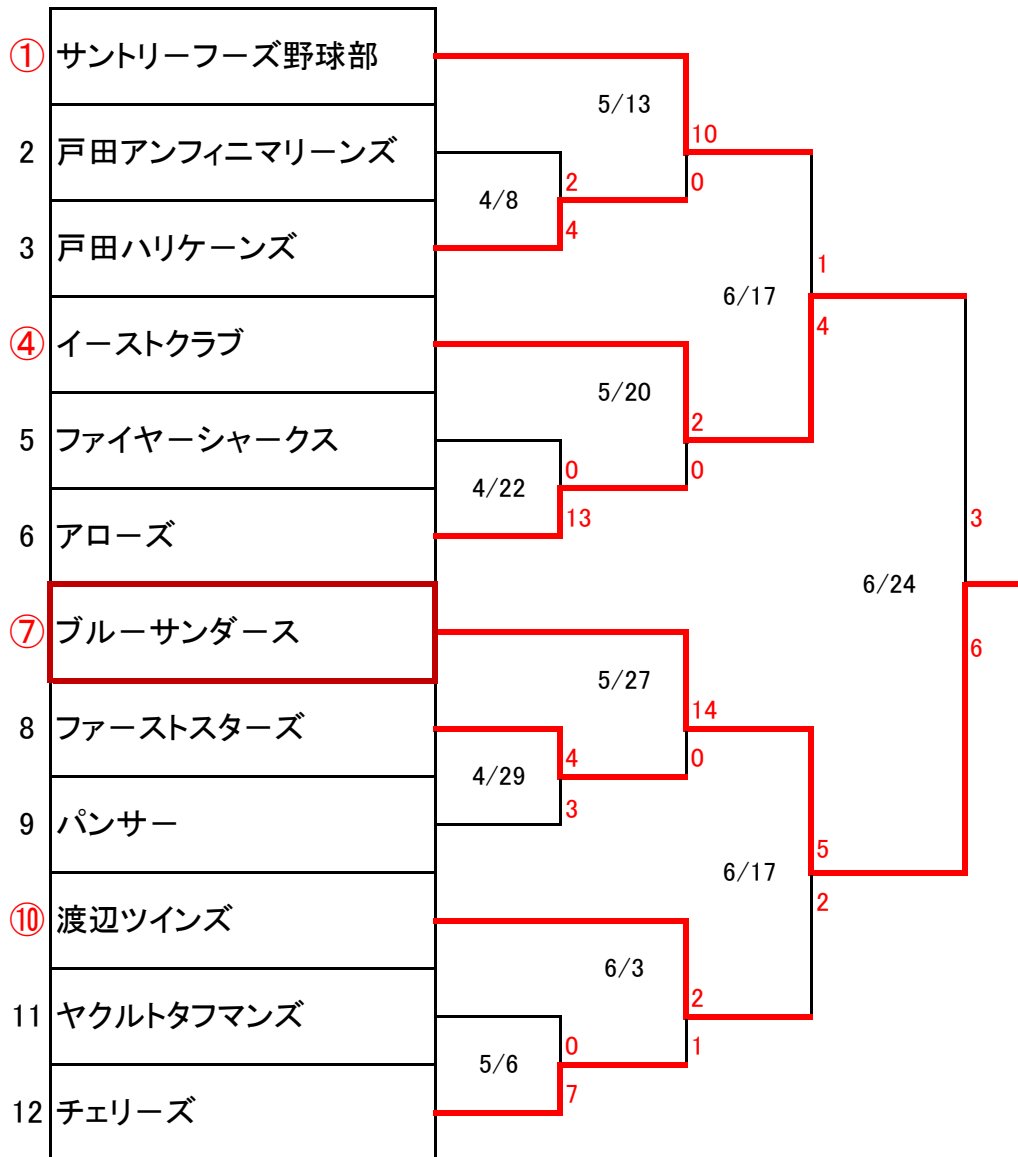 ① サントリーフーズ野球部
5/13
10
2 戸田アンフィニマリーンズ
2
0
4/8
4
3 戸田ハリケーンズ
1
6/17
④ イーストクラブ
4
5/20
2
5 ファイヤーシャークス
0
0
4/22
13
3
6 アローズ
6/24
⑦ ブルーサンダース
6
5/27
14
8 ファーストスターズ
4
0
4/29
3
9 パンサー
5
6/17
2
⑩ 渡辺ツインズ
6/3
2
11 ヤクルトタフマンズ
0
1
5/6
7
12 チェリーズ